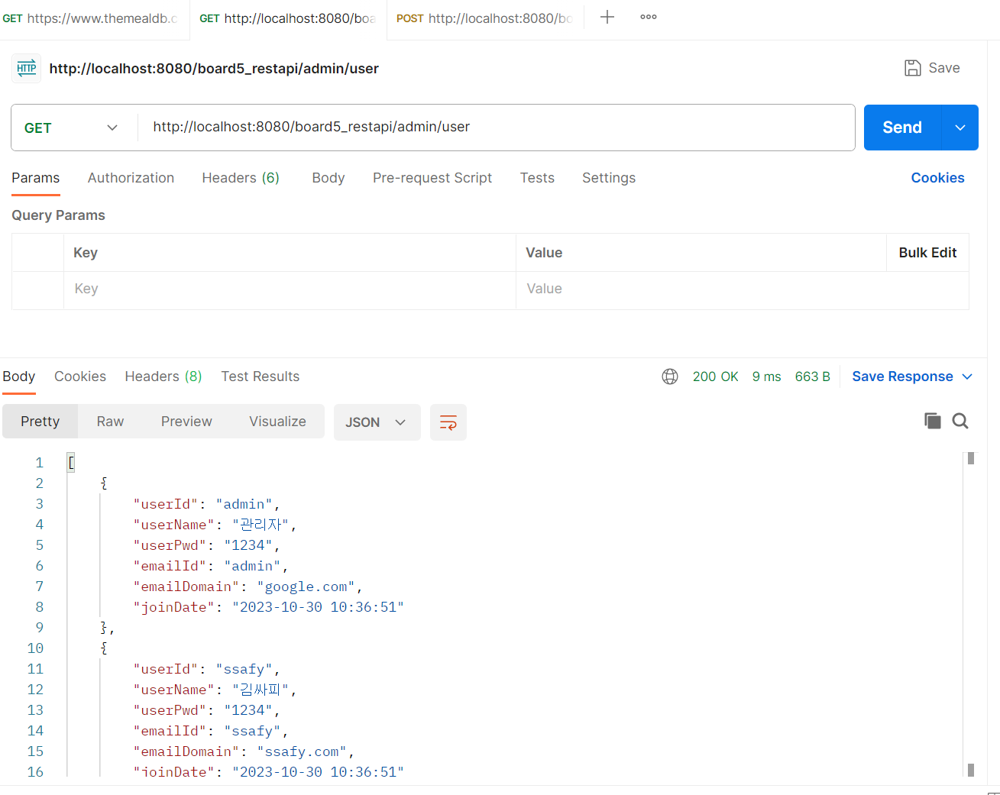 GET https://www.themealdb.c GET http://localhost:8080/boa POST http://localhost:8080/bo
HTTP http://localhost:8080/board5_restapi/admin/user Save
GET http://localhost:8080/board5_restapi/admin/user Send
Params Authorization Headers (6) Body Pre-request Script Tests Settings Cookies
Query Params
Key Value Bulk Edit
Key Value
Body Cookies Headers (8) Test Results 200 OK 9 ms 663 B Save Response
Pretty Raw Preview Visualize JSON
1 [
2 {
3 "userId": "admin",
4 "userName": "관리자",
5 "userPwd": "1234",
6 "emailId": "admin",
7 "emailDomain": "google.com",
8 "joinDate": "2023-10-30 10:36:51"
9 },
10 {
11 "userId": "ssafy",
12 "userName": "김싸피",
13 "userPwd": "1234",
14 "emailId": "ssafy",
15 "emailDomain": "ssafy.com",
16 "joinDate": "2023-10-30 10:36:51"